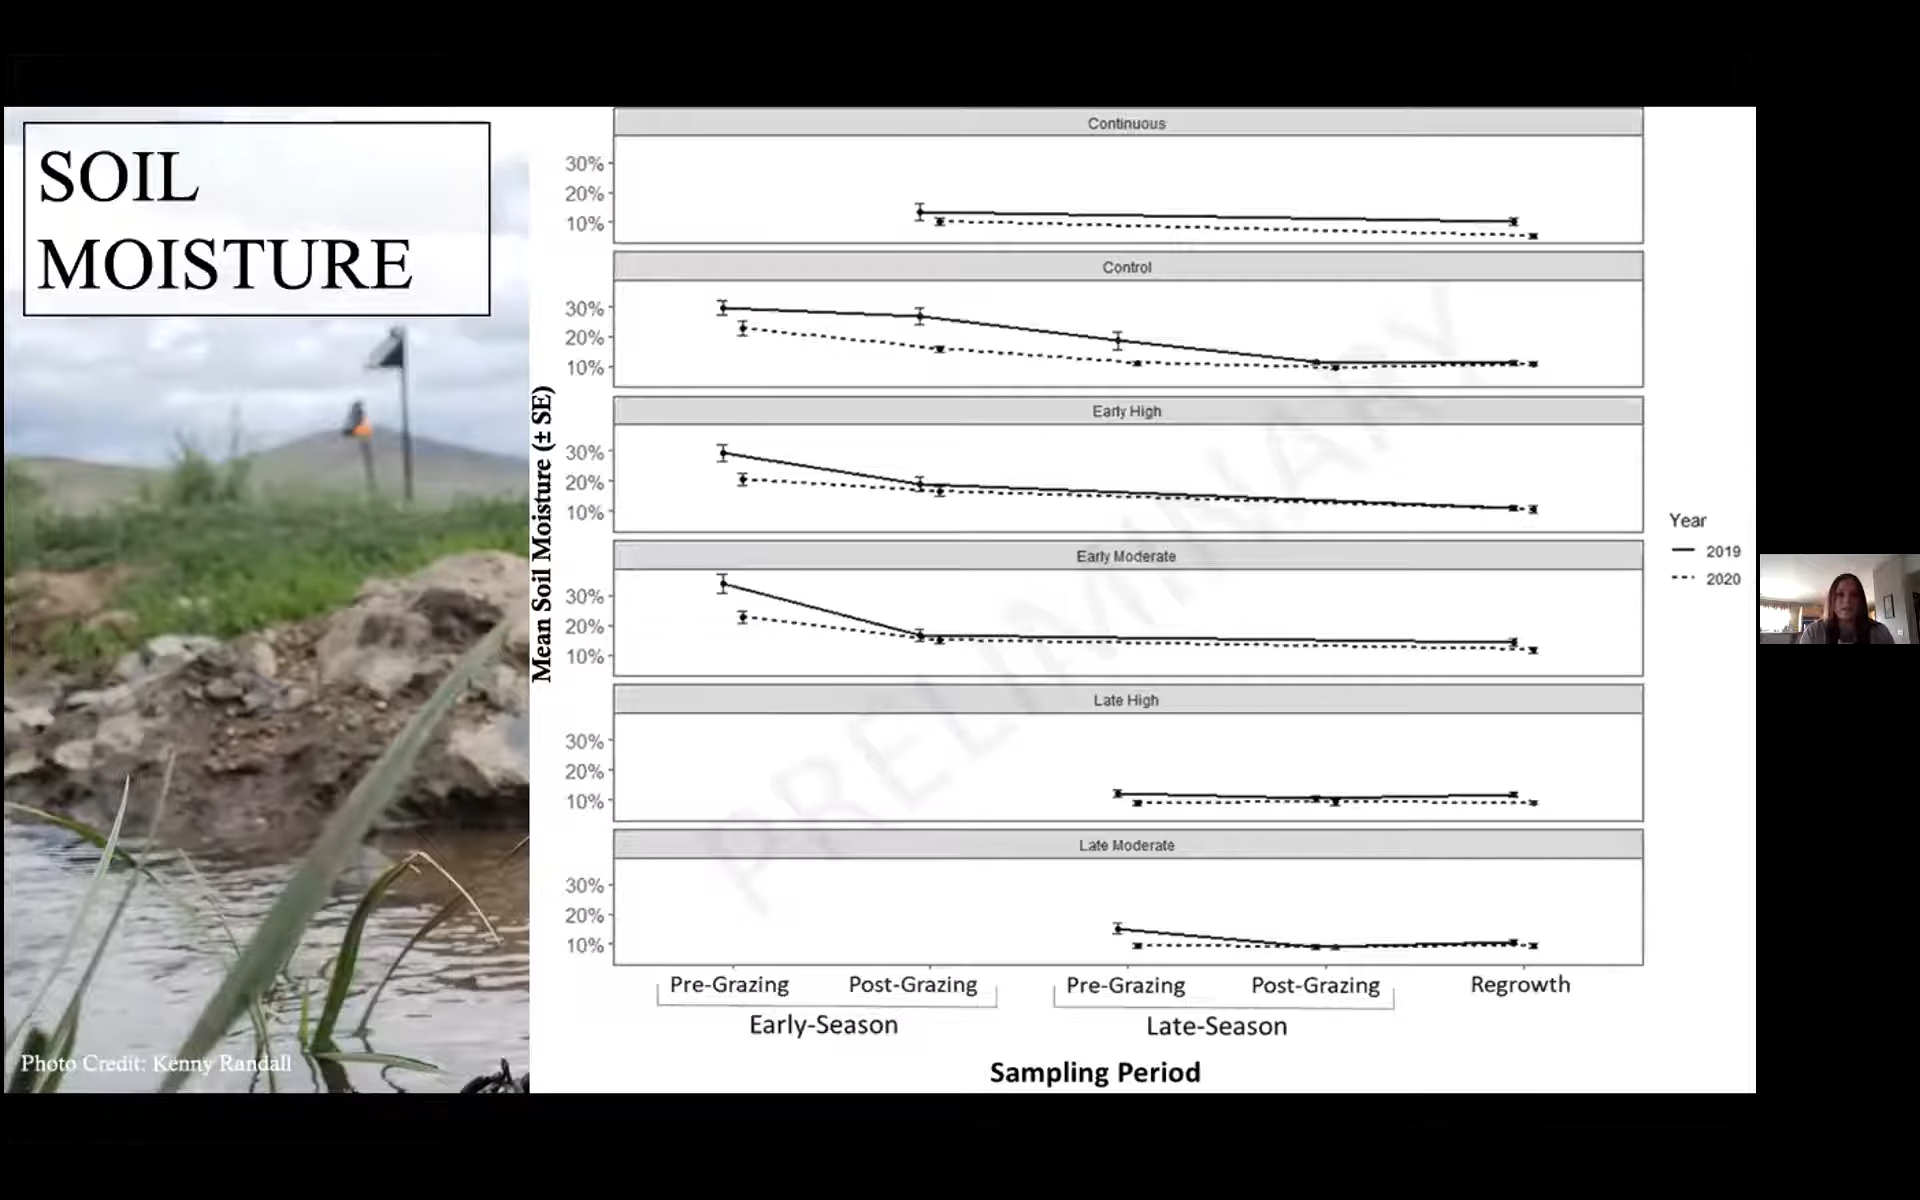 SOIL
MOISTURE
Photo Credit: Kenny Randall
Mean Soil Moisture (± SE)
Continuous
30%
20%
10%
Control
30%
20%
10%
Early High
30%
20%
10%
Early Moderate
30%
20%
10%
Late High
30%
20%
10%
Late Moderate
30%
20%
10%
PRELIMINARY
Pre-Grazing Post-Grazing Pre-Grazing Post-Grazing Regrowth
Early-Season Late-Season
Sampling Period
Year
2019
2020